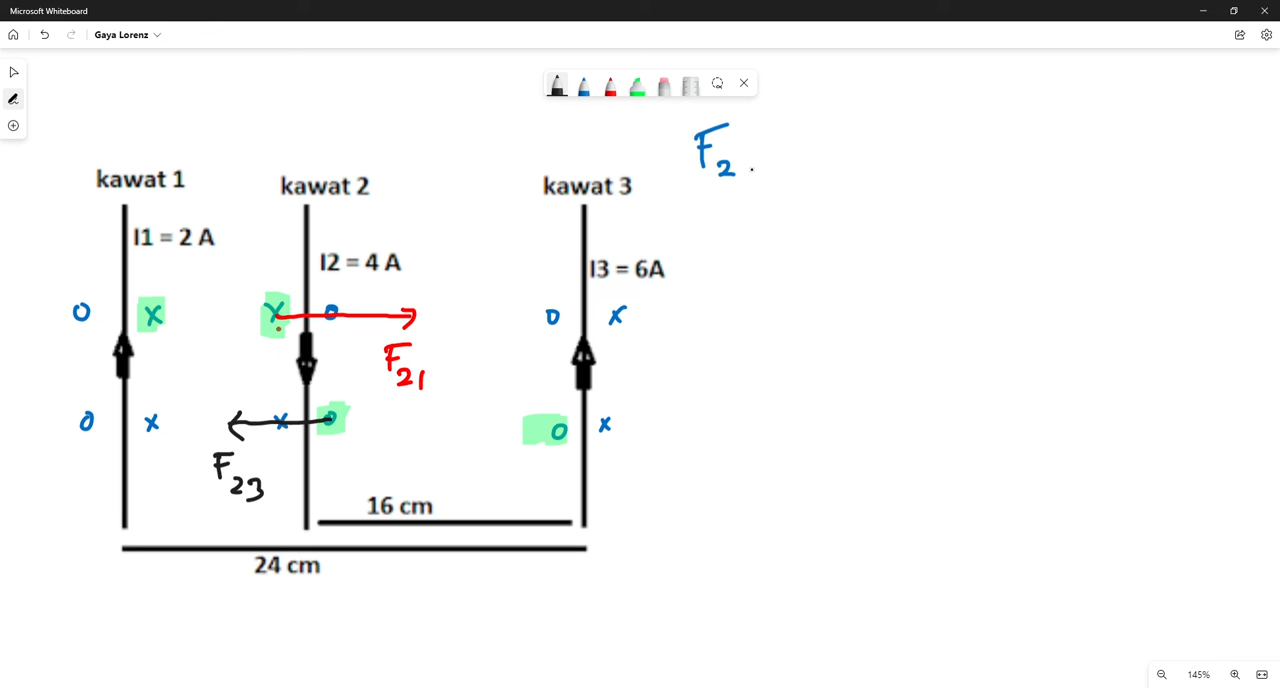 Microsoft Whiteboard
Gaya Lorenz
F2
kawat 1
kawat 2
kawat 3
I1 = 2 A
I2 = 4 A
I3 = 6A
o x
x o
o x
F21
o x
x o
o x
F23
16 cm
24 cm
145%